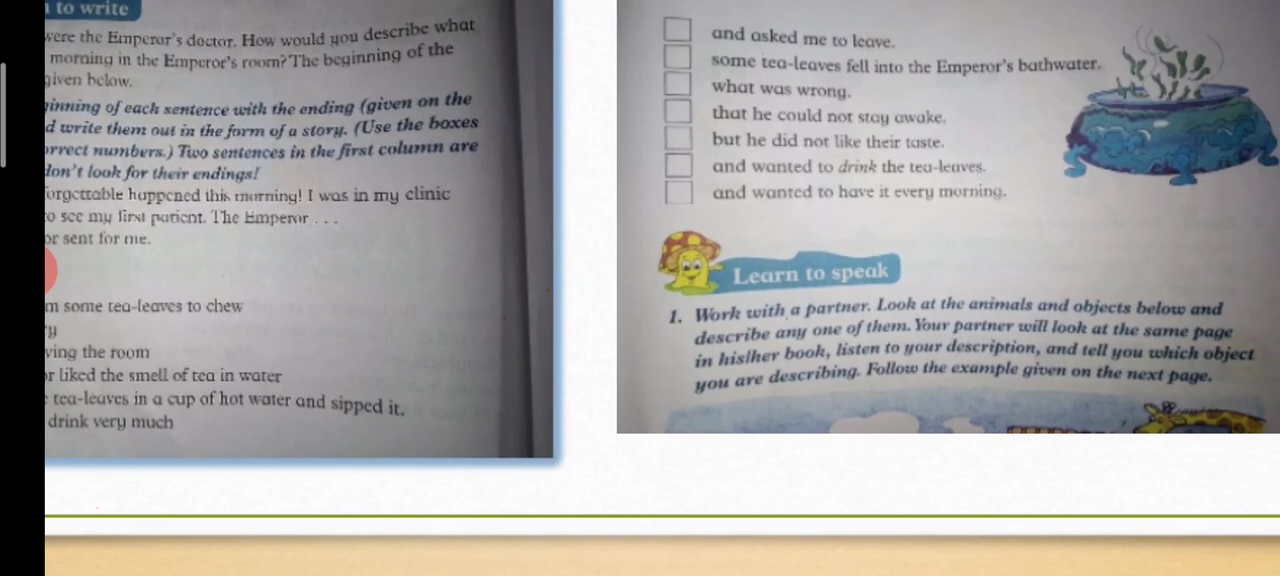 to write
were the Emperor's doctor. How would you describe what
morning in the Emperor's room? The beginning of the
given below.
ginning of each sentence with the ending (given on the
d write them out in the form of a story. (Use the boxes
orrect numbers.) Two sentences in the first column are
don't look for their endings!
forgettable happened this morning! I was in my clinic
to see my first patient. The Emperor . . .
or sent for me.
m some tea-leaves to chew
ry
ving the room
or liked the smell of tea in water
e tea-leaves in a cup of hot water and sipped it.
drink very much
and asked me to leave.
some tea-leaves fell into the Emperor's bathwater.
what was wrong.
that he could not stay awake.
but he did not like their taste.
and wanted to drink the tea-leaves.
and wanted to have it every morning.
Learn to speak
1. Work with a partner. Look at the animals and objects below and
describe any one of them. Your partner will look at the same page
in his/her book, listen to your description, and tell you which object
you are describing. Follow the example given on the next page.